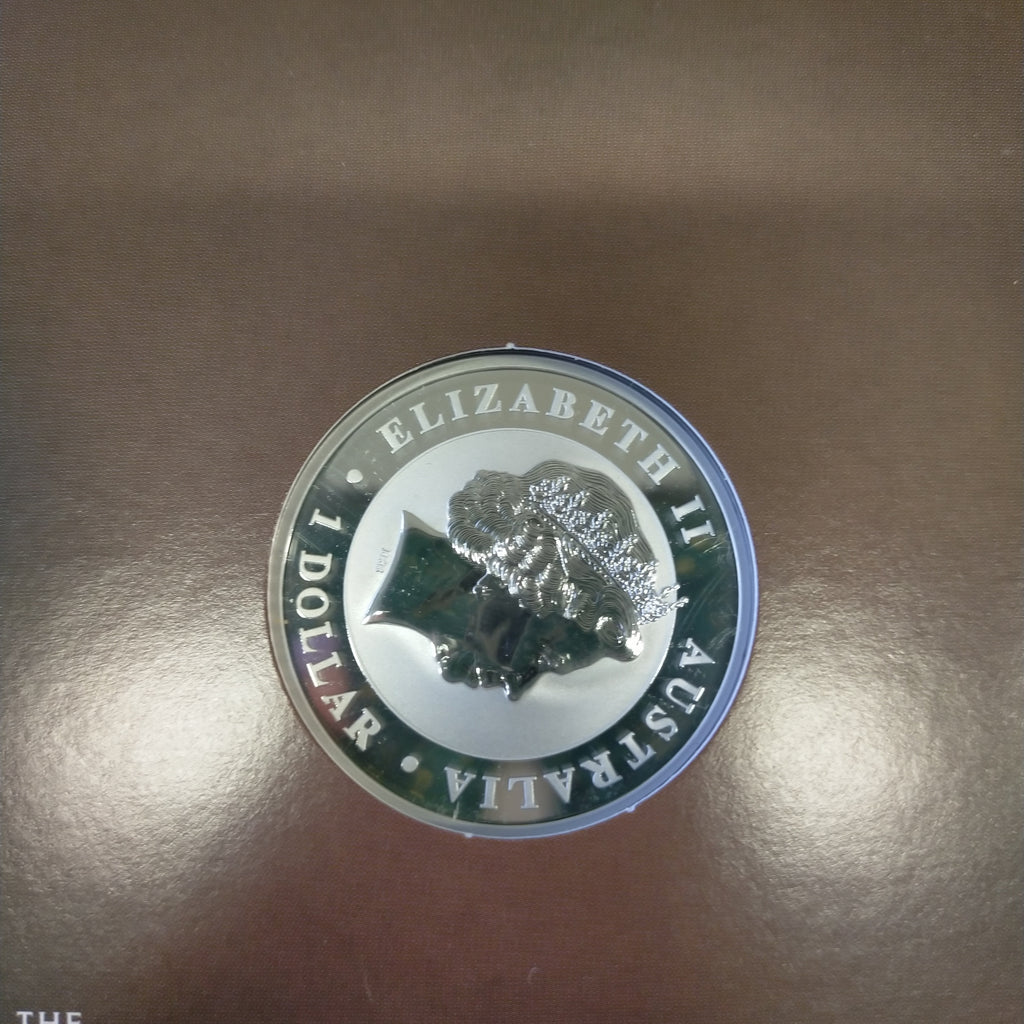 ELIZABETH II
AUSTRALIA
1 DOLLAR
THE